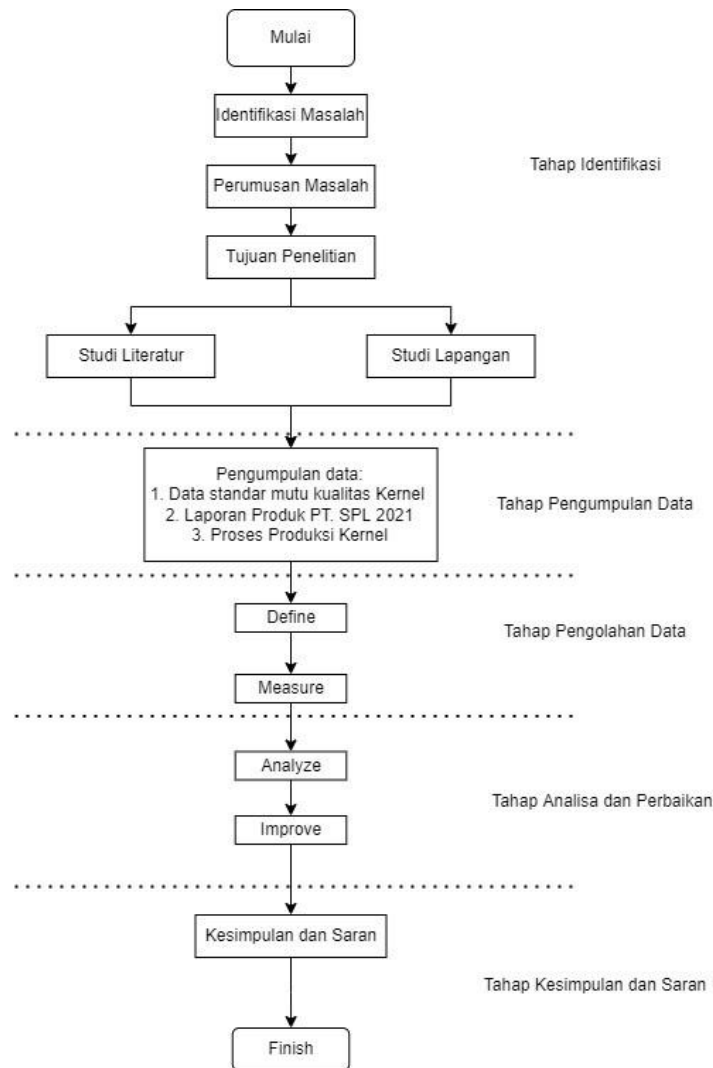 Mulai
Identifikasi Masalah
Tahap Identifikasi
Perumusan Masalah
Tujuan Penelitian
Studi Literatur
Studi Lapangan
Pengumpulan data:
1. Data standar mutu kualitas Kernel
2. Laporan Produk PT. SPL 2021
3. Proses Produksi Kernel
Tahap Pengumpulan Data
Define
Tahap Pengolahan Data
Measure
Analyze
Tahap Analisa dan Perbaikan
Improve
Kesimpulan dan Saran
Tahap Kesimpulan dan Saran
Finish